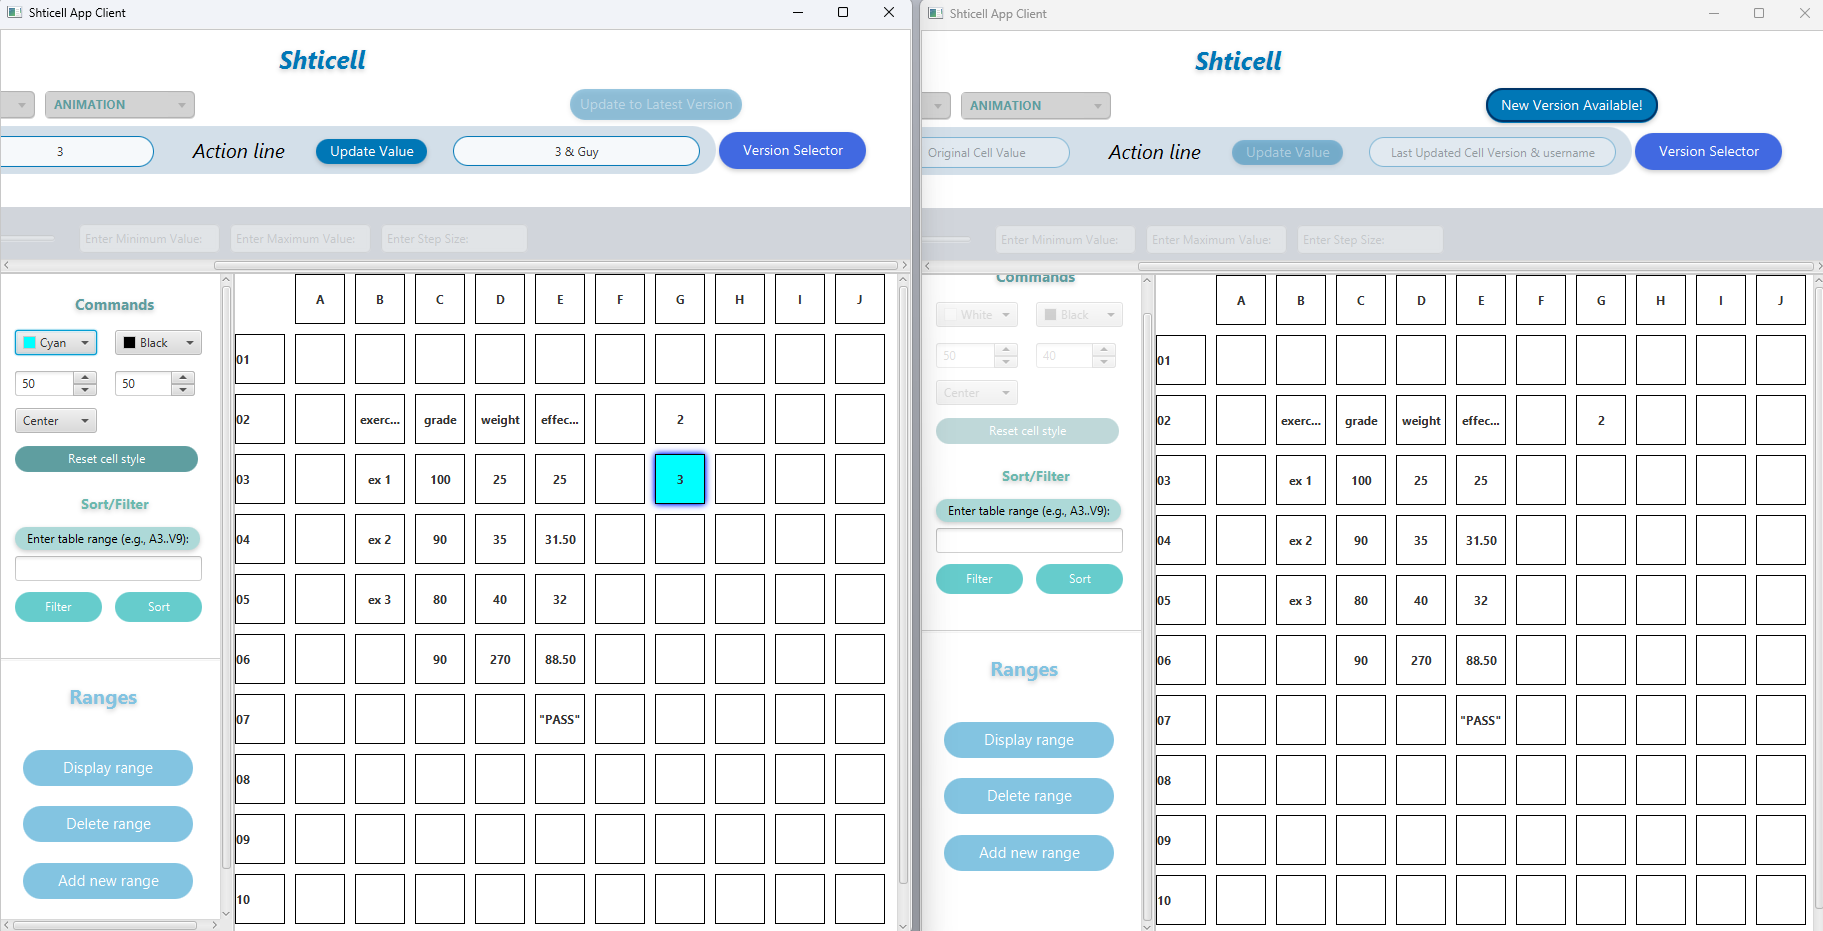 Shticell App Client
Shticell
ANIMATION
Update to Latest Version
3
Action line
Update Value
3 & Guy
Version Selector
Enter Minimum Value:
Enter Maximum Value:
Enter Step Size:
Commands
Cyan
Black
50
50
Center
Reset cell style
Sort/Filter
Enter table range (e.g., A3..V9):
Filter
Sort
Ranges
Display range
Delete range
Add new range
A B C D E F G H I J
01
02 exerc... grade weight effec... 2
03 ex 1 100 25 25 3
04 ex 2 90 35 31.50
05 ex 3 80 40 32
06 90 270 88.50
07 "PASS"
08
09
10
Shticell App Client
Shticell
ANIMATION
New Version Available!
Original Cell Value
Action line
Update Value
Last Updated Cell Version & username
Version Selector
Enter Minimum Value:
Enter Maximum Value:
Enter Step Size:
Commands
White
Black
50
40
Center
Reset cell style
Sort/Filter
Enter table range (e.g., A3..V9):
Filter
Sort
Ranges
Display range
Delete range
Add new range
A B C D E F G H I J
01
02 exerc... grade weight effec... 2
03 ex 1 100 25 25
04 ex 2 90 35 31.50
05 ex 3 80 40 32
06 90 270 88.50
07 "PASS"
08
09
10